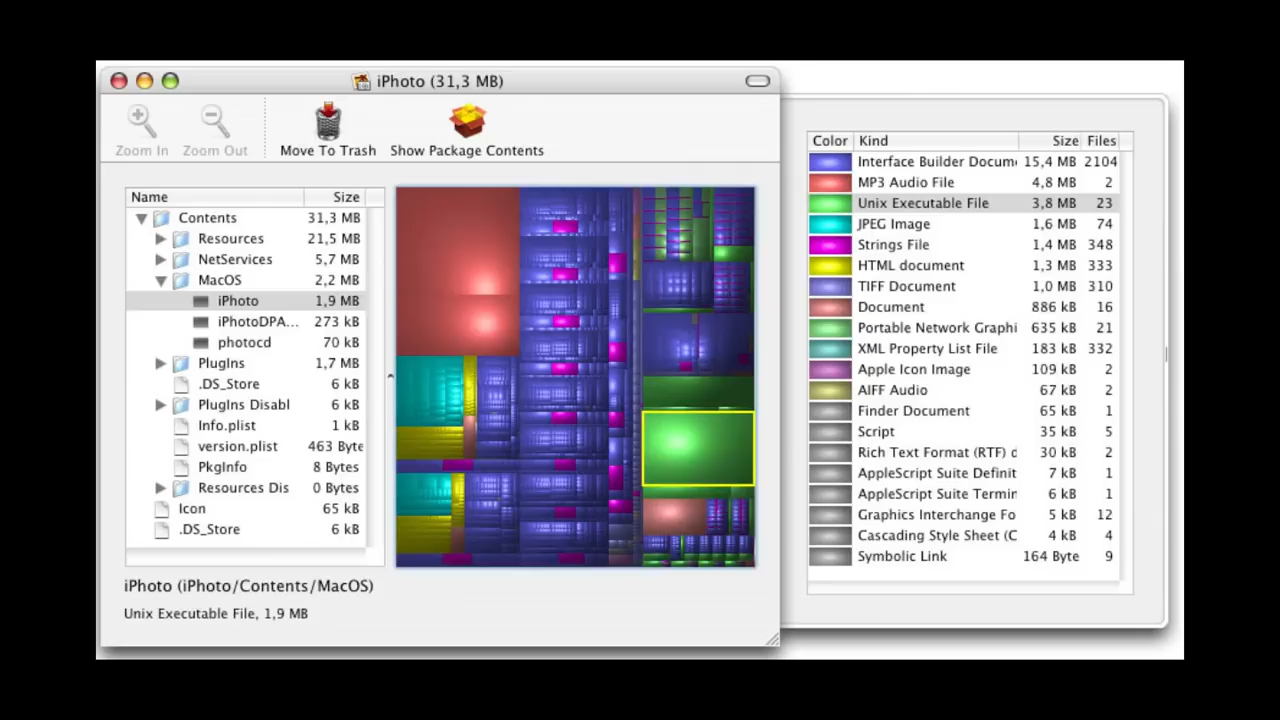 iPhoto (31,3 MB)
Zoom In Zoom Out Move To Trash Show Package Contents
Name Size
Contents 31,3 MB
Resources 21,5 MB
NetServices 5,7 MB
MacOS 2,2 MB
iPhoto 1,9 MB
iPhotoDPA... 273 kB
photocd 70 kB
PlugIns 1,7 MB
.DS_Store 6 kB
PlugIns Disabl 6 kB
Info.plist 1 kB
version.plist 463 Byte
PkgInfo 8 Bytes
Resources Dis 0 Bytes
Icon 65 kB
.DS_Store 6 kB
iPhoto (iPhoto/Contents/MacOS)
Unix Executable File, 1,9 MB
Color Kind Size Files
Interface Builder Docum 15,4 MB 2104
MP3 Audio File 4,8 MB 2
Unix Executable File 3,8 MB 23
JPEG Image 1,6 MB 74
Strings File 1,4 MB 348
HTML document 1,3 MB 333
TIFF Document 1,0 MB 310
Document 886 kB 16
Portable Network Graphi 635 kB 21
XML Property List File 183 kB 332
Apple Icon Image 109 kB 2
AIFF Audio 67 kB 2
Finder Document 65 kB 1
Script 35 kB 5
Rich Text Format (RTF) d 30 kB 2
AppleScript Suite Definit 7 kB 1
AppleScript Suite Termin 6 kB 1
Graphics Interchange Fo 5 kB 12
Cascading Style Sheet (C 4 kB 4
Symbolic Link 164 Byte 9